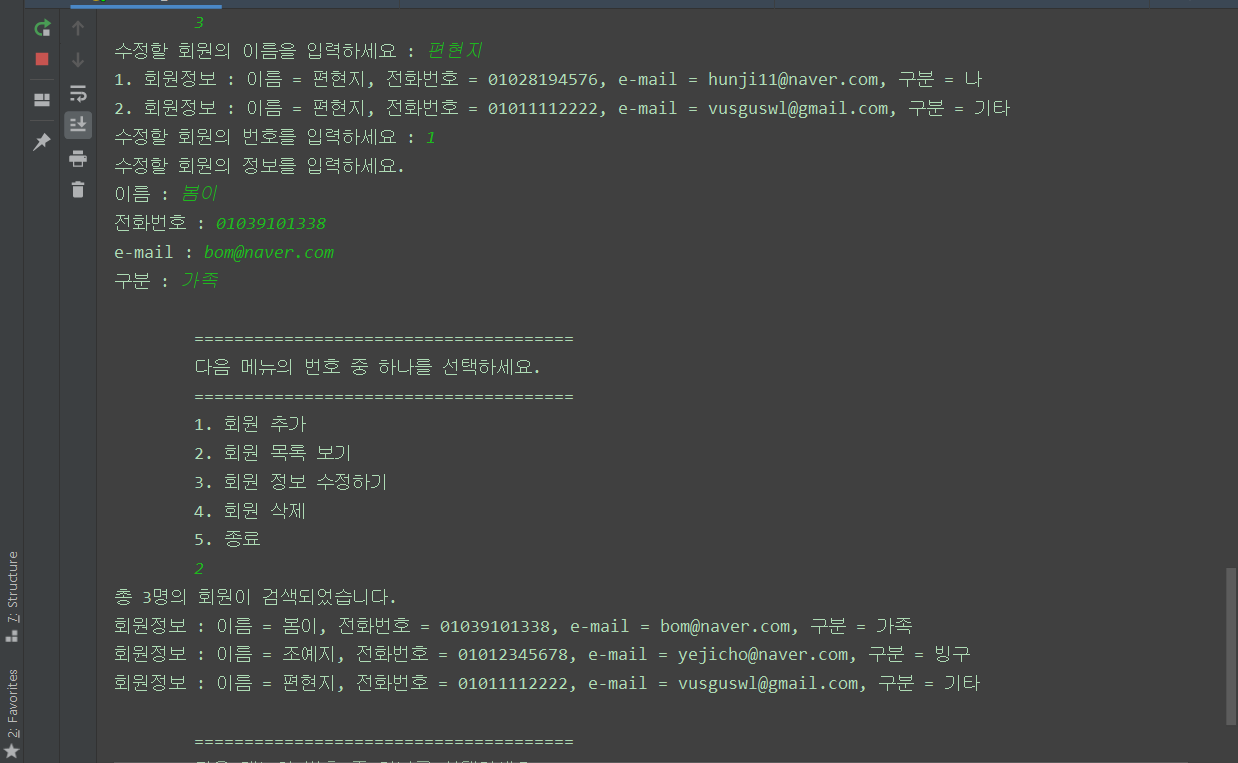 3
수정할 회원의 이름을 입력하세요 : 편현지
1. 회원정보 : 이름 = 편현지, 전화번호 = 01028194576, e-mail = hunji11@naver.com, 구분 = 나
2. 회원정보 : 이름 = 편현지, 전화번호 = 01011112222, e-mail = vusguswl@gmail.com, 구분 = 기타
수정할 회원의 번호를 입력하세요 : 1
수정할 회원의 정보를 입력하세요.
이름 : 봄이
전화번호 : 01039101338
e-mail : bom@naver.com
구분 : 가족
======================================
다음 메뉴의 번호 중 하나를 선택하세요.
======================================
1. 회원 추가
2. 회원 목록 보기
3. 회원 정보 수정하기
4. 회원 삭제
5. 종료
2
총 3명의 회원이 검색되었습니다.
회원정보 : 이름 = 봄이, 전화번호 = 01039101338, e-mail = bom@naver.com, 구분 = 가족
회원정보 : 이름 = 조예지, 전화번호 = 01012345678, e-mail = yejicho@naver.com, 구분 = 빙구
회원정보 : 이름 = 편현지, 전화번호 = 01011112222, e-mail = vusguswl@gmail.com, 구분 = 기타
======================================
7: Structure
2: Favorites